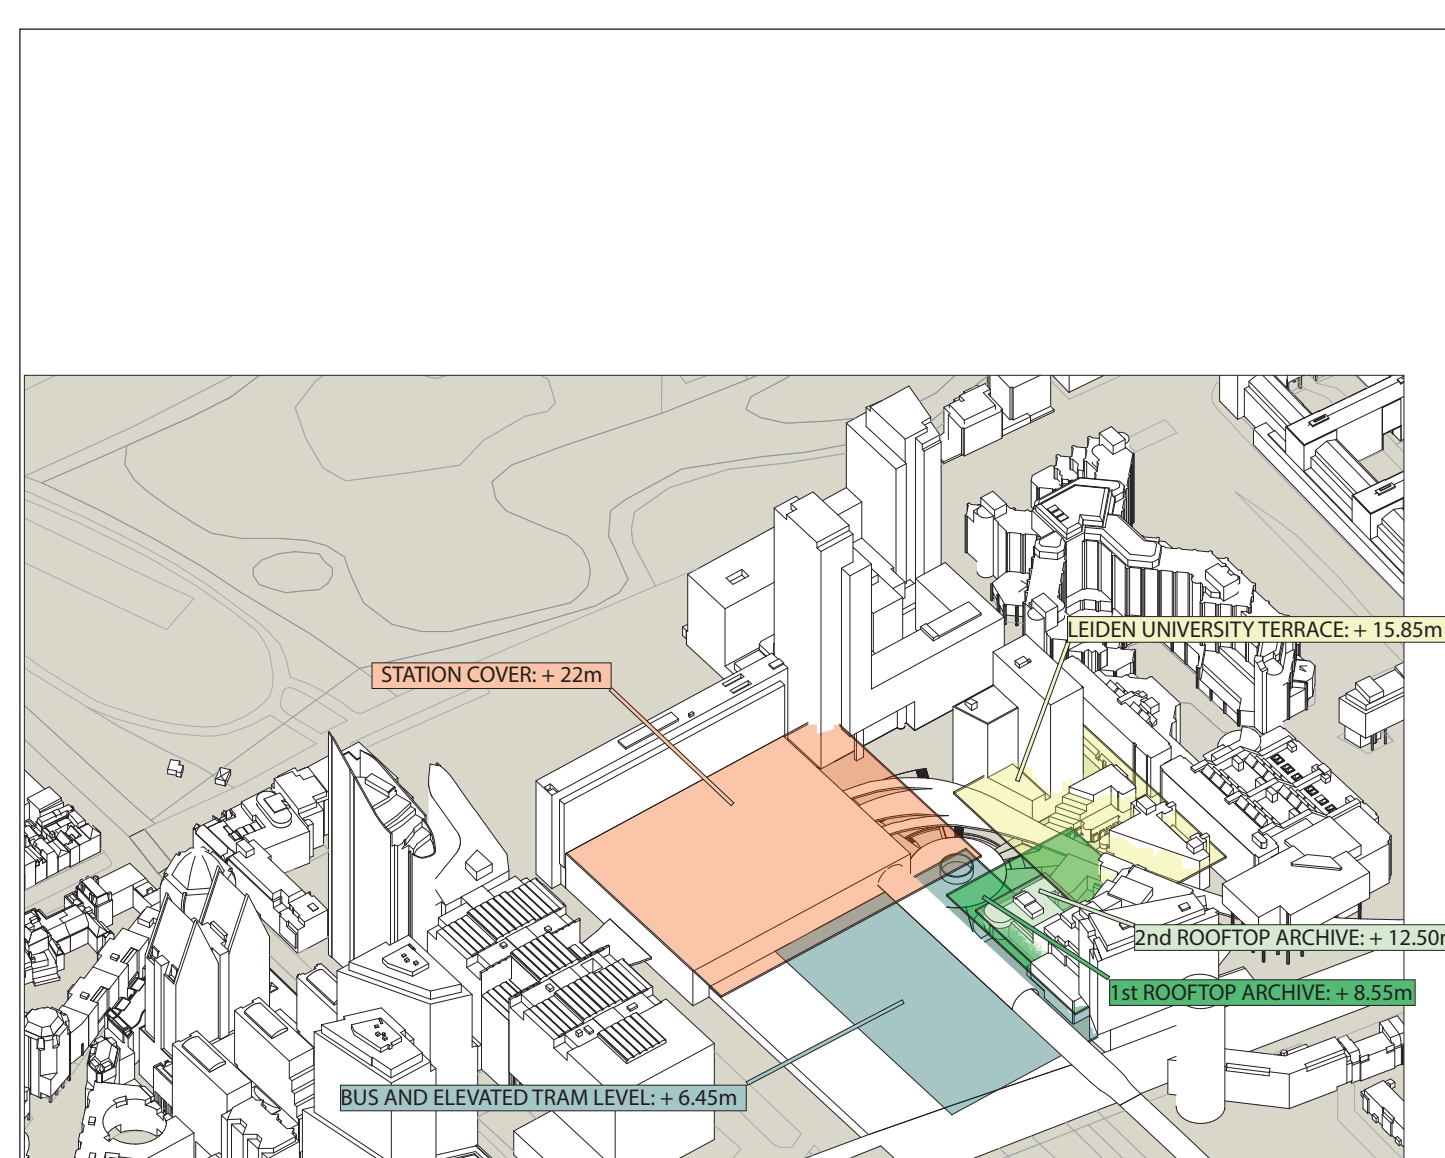 LEIDEN UNIVERSITY TERRACE: + 15.85m
STATION COVER: + 22m
2nd ROOFTOP ARCHIVE: + 12.50m
1st ROOFTOP ARCHIVE: + 8.55m
BUS AND ELEVATED TRAM LEVEL: + 6.45m